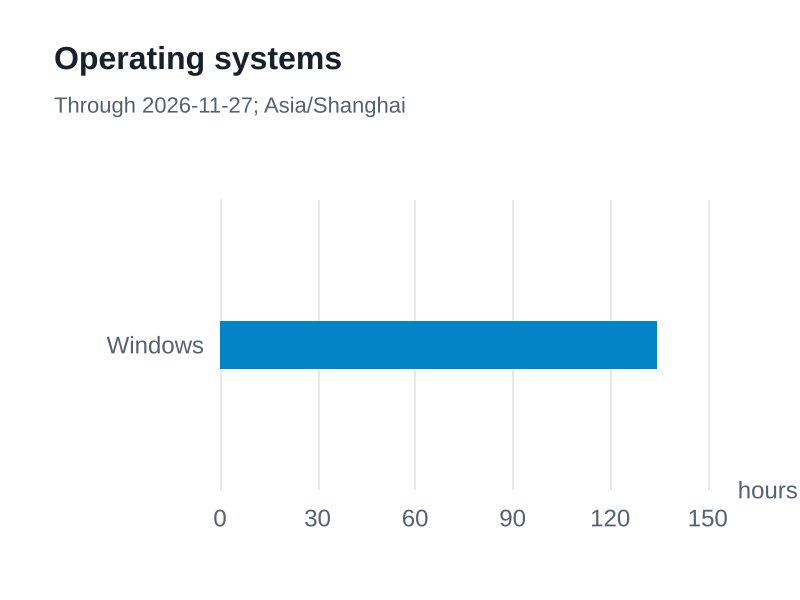 Operating systems
Through 2026-11-27; Asia/Shanghai
Windows
hours
0 30 60 90 120 150